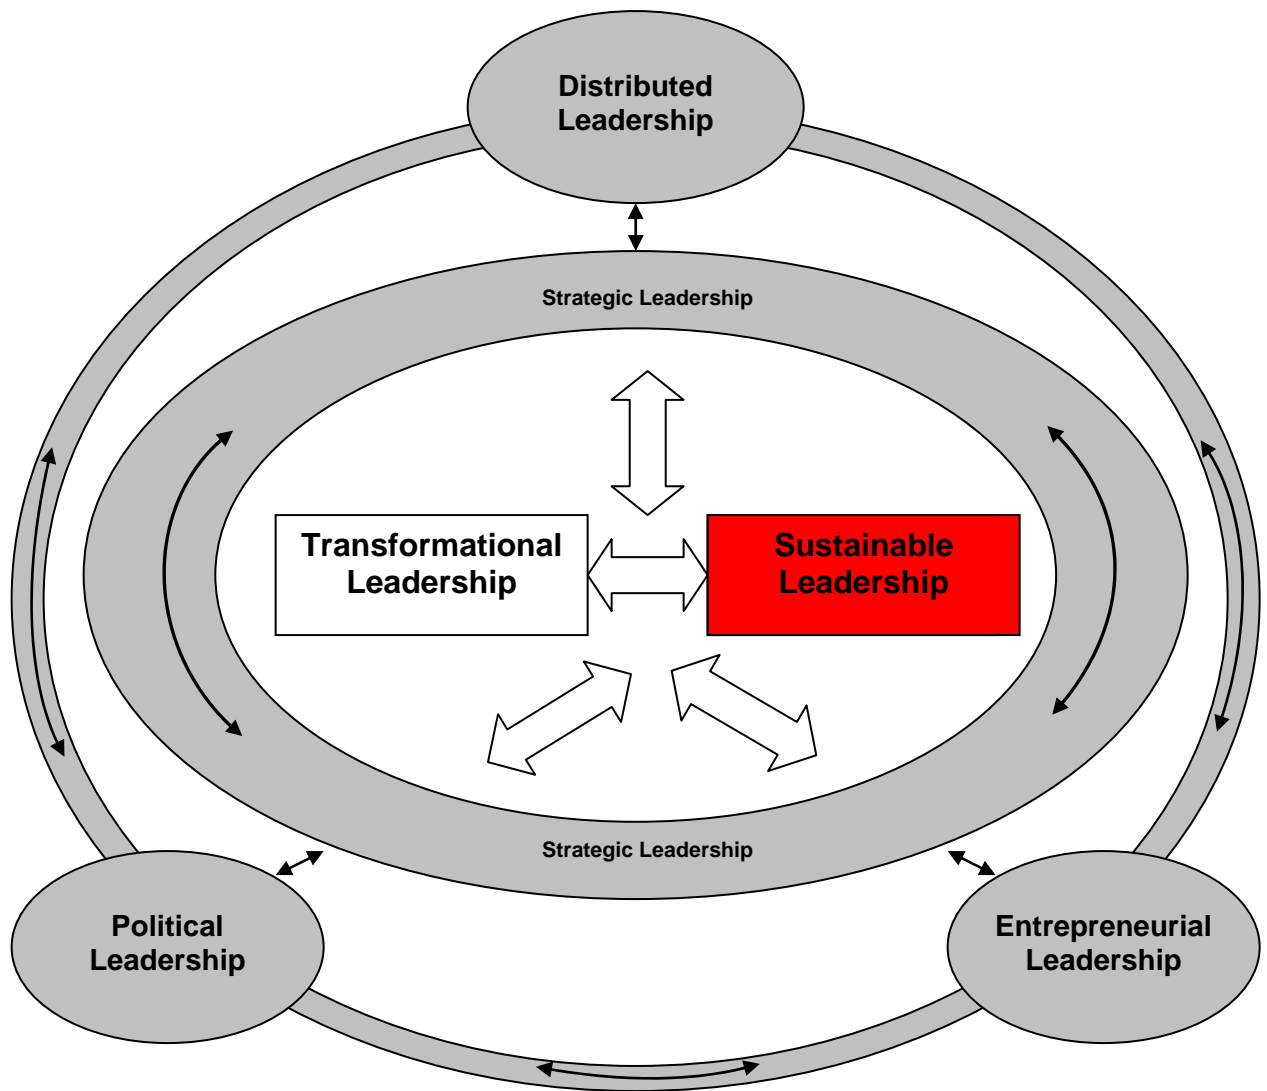 Distributed
Leadership
Strategic Leadership
Transformational
Leadership
Sustainable
Leadership
Strategic Leadership
Political
Leadership
Entrepreneurial
Leadership